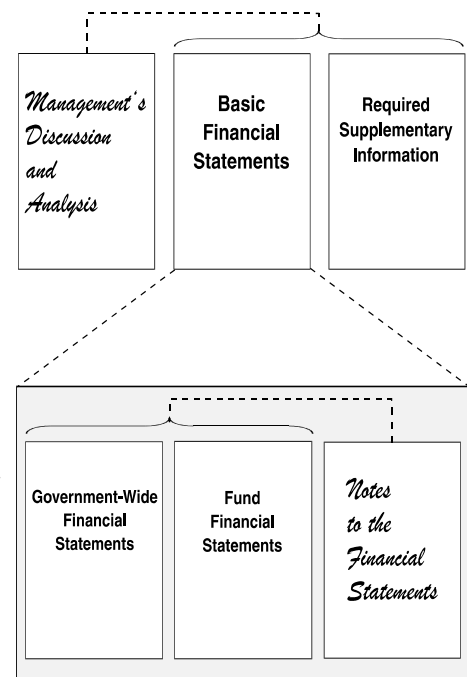 Management's
Discussion
and
Analysis
Basic
Financial
Statements
Required
Supplementary
Information
Government-Wide
Financial
Statements
Fund
Financial
Statements
Notes
to the
Financial
Statements